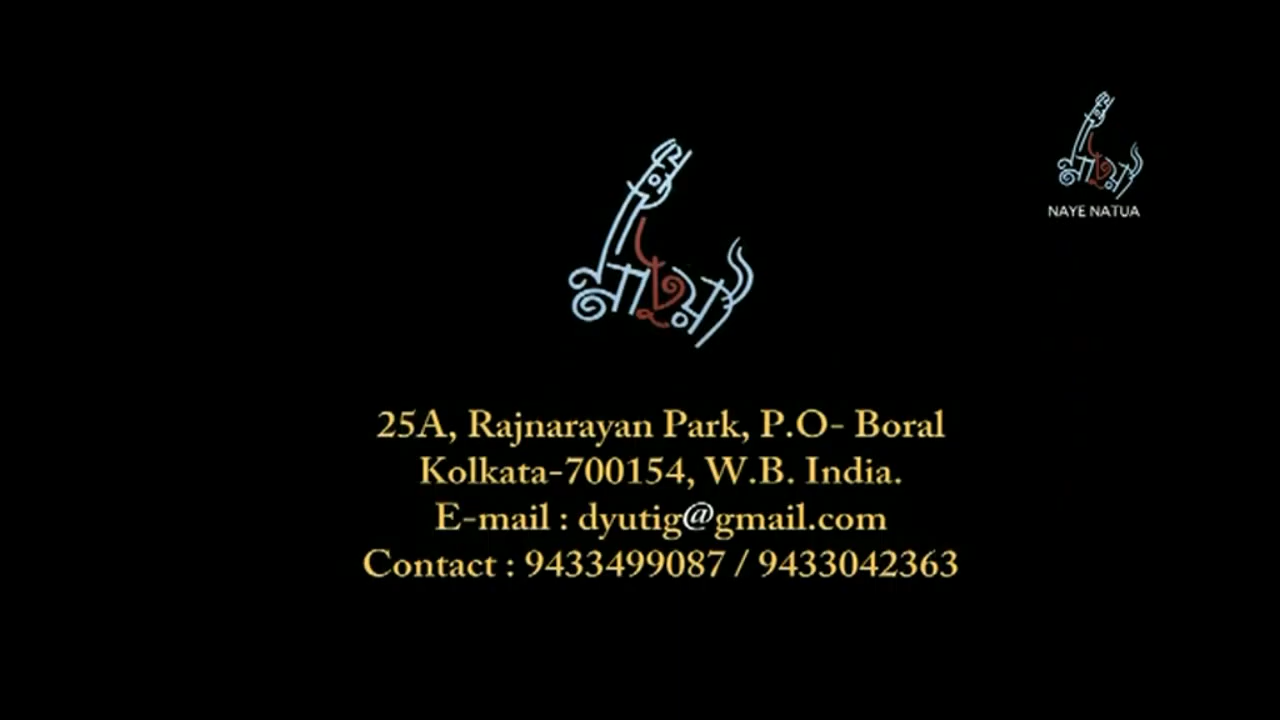 NAYE NATUA
25A, Rajnarayan Park, P.O- Boral
Kolkata-700154, W.B. India.
E-mail : dyutig@gmail.com
Contact : 9433499087 / 9433042363